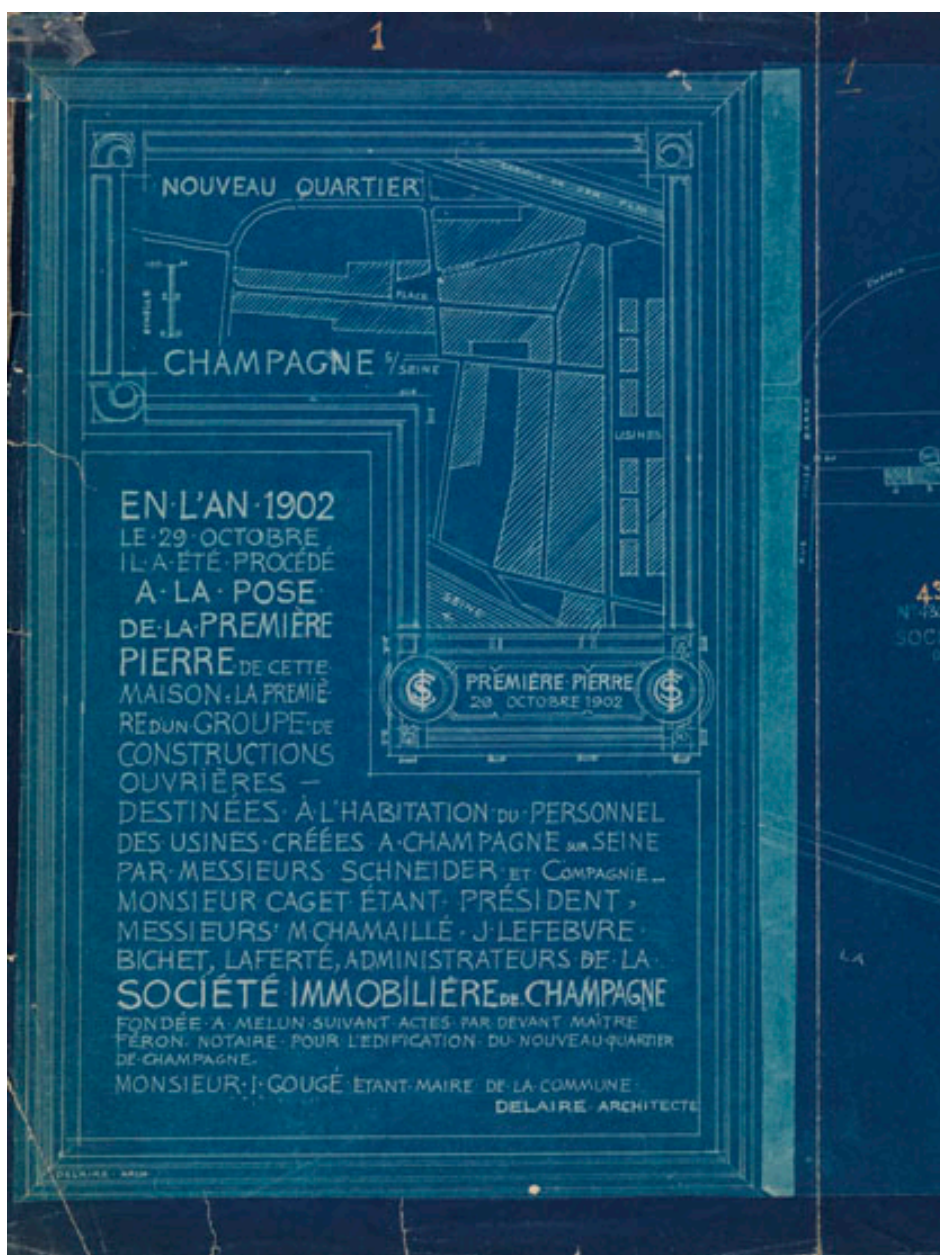 1
1
NOUVEAU QUARTIER
ÉCHELLE
PLACE
CHAMPAGNE S/ SEINE
USINES
SEINE
CHEMIN
EN·L'AN·1902
LE·29·OCTOBRE
IL·A·ÉTÉ·PROCÉDÉ
A·LA·POSE
DE·LA·PREMIÈRE
PIERRE DE CETTE
MAISON·LA PREMIÈ
RE D'UN GROUPE·DE
CONSTRUCTIONS
OUVRIÈRES –
PREMIÈRE·PIERRE
29 OCTOBRE 1902
DESTINÉES·À L'HABITATION·DU·PERSONNEL
DES·USINES·CRÉÉES A·CHAMPAGNE SUR SEINE
PAR·MESSIEURS SCHNEIDER·ET COMPAGNIE –
MONSIEUR CAGET·ÉTANT·PRÉSIDENT,
MESSIEURS· M CHAMAILLÉ·J·LEFEBVRE·
BICHET, LAFERTÉ, ADMINISTRATEURS DE·LA·
SOCIÉTÉ IMMOBILIÈRE DE CHAMPAGNE
FONDÉE·A MELUN·SUIVANT ACTES·PAR DEVANT MAÎTRE
FÉRON·NOTAIRE·POUR L'EDIFICATION·DU·NOUVEAU·QUARTIER
DE·CHAMPAGNE.
MONSIEUR·I·GOUGÉ ÉTANT·MAIRE DE·LA·COMMUNE·
DELAIRE·ARCHITECTE
DELAIRE·ARCH
LA